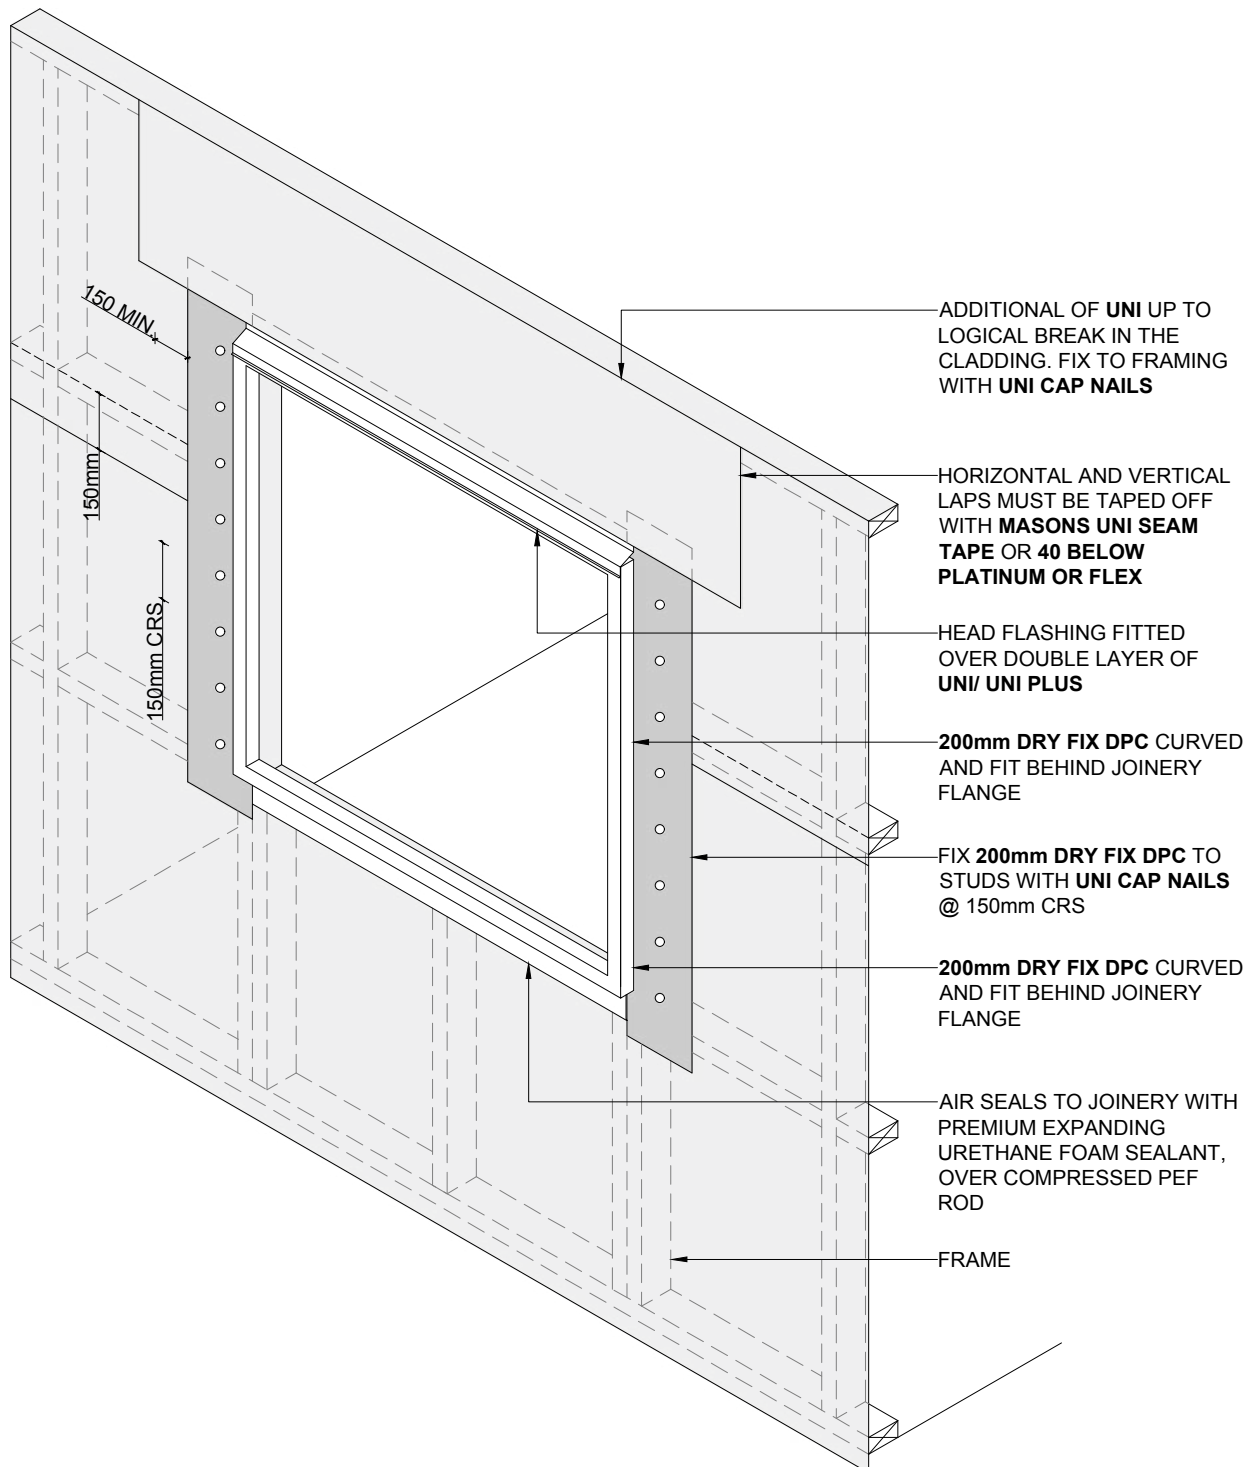 150 MIN.
150mm
150mm CRS
ADDITIONAL OF UNI UP TO
LOGICAL BREAK IN THE
CLADDING. FIX TO FRAMING
WITH UNI CAP NAILS
HORIZONTAL AND VERTICAL
LAPS MUST BE TAPED OFF
WITH MASONS UNI SEAM
TAPE OR 40 BELOW
PLATINUM OR FLEX
HEAD FLASHING FITTED
OVER DOUBLE LAYER OF
UNI/ UNI PLUS
200mm DRY FIX DPC CURVED
AND FIT BEHIND JOINERY
FLANGE
FIX 200mm DRY FIX DPC TO
STUDS WITH UNI CAP NAILS
@ 150mm CRS
200mm DRY FIX DPC CURVED
AND FIT BEHIND JOINERY
FLANGE
AIR SEALS TO JOINERY WITH
PREMIUM EXPANDING
URETHANE FOAM SEALANT,
OVER COMPRESSED PEF
ROD
FRAME